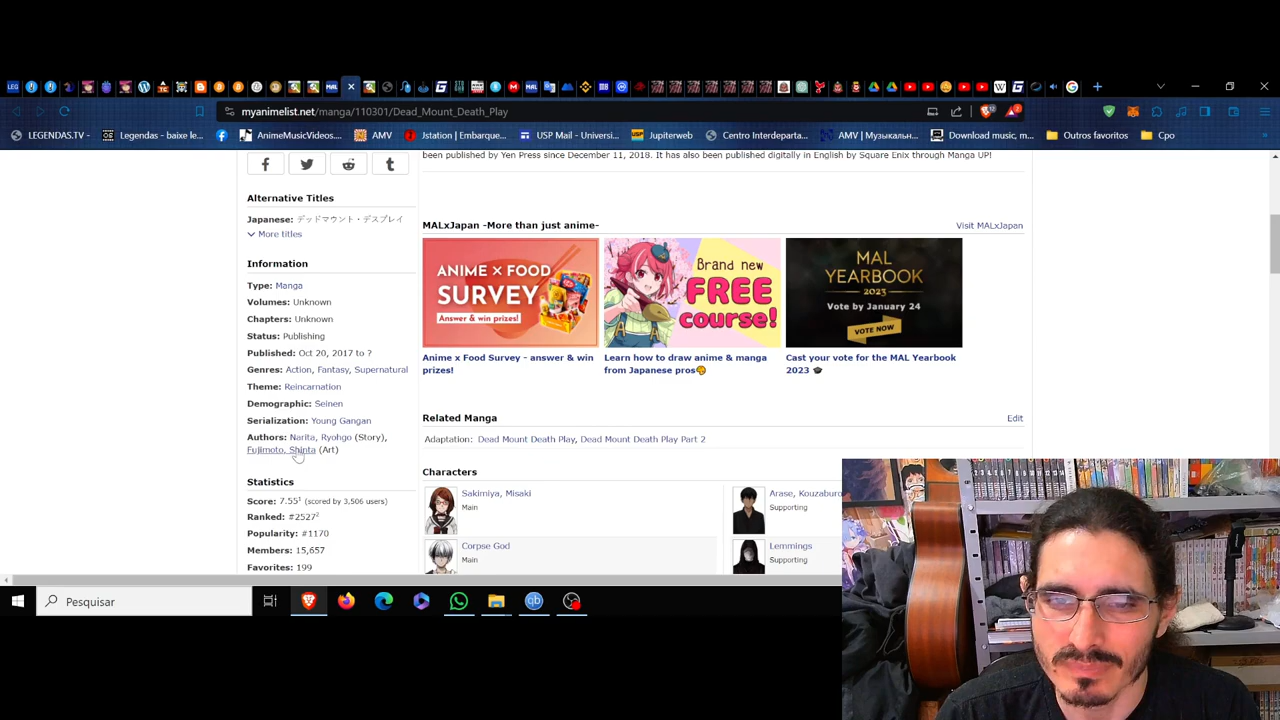 myanimelist.net/manga/110301/Dead_Mount_Death_Play
LEGENDAS.TV -
Legendas - baixe le...
AnimeMusicVideos....
AMV
Jstation | Embarque...
USP Mail - Universi...
Jupiterweb
Centro Interdeparta...
AMV | Музыкальн...
Download music, m...
Outros favoritos
Cpo
been published by Yen Press since December 11, 2018. It has also been published digitally in English by Square Enix through Manga UP!
Alternative Titles
Japanese: デッドマウント・デスプレイ
More titles
Information
Type: Manga
Volumes: Unknown
Chapters: Unknown
Status: Publishing
Published: Oct 20, 2017 to ?
Genres: Action, Fantasy, Supernatural
Theme: Reincarnation
Demographic: Seinen
Serialization: Young Gangan
Authors: Narita, Ryohgo (Story),
Fujimoto, Shinta (Art)
Statistics
Score: 7.55¹ (scored by 3,506 users)
Ranked: #2527²
Popularity: #1170
Members: 15,657
Favorites: 199
MALxJapan -More than just anime-
Visit MALxJapan
ANIME x FOOD
SURVEY
Answer & win prizes!
Brand new
FREE
course!
MAL
YEARBOOK
2023
Vote by January 24
VOTE NOW
Anime x Food Survey - answer & win
prizes!
Learn how to draw anime & manga
from Japanese pros
Cast your vote for the MAL Yearbook
2023
Related Manga
Edit
Adaptation: Dead Mount Death Play, Dead Mount Death Play Part 2
Characters
Sakimiya, Misaki
Main
Arase, Kouzaburo
Supporting
Corpse God
Main
Lemmings
Supporting
Pesquisar